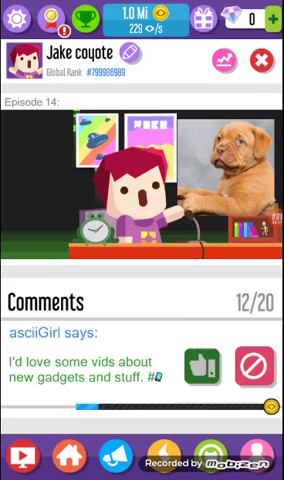 1.0 Mi
229 /s
0
Jake coyote
Global Rank #799986989
Episode 14:
FAKE
Comments 12/20
asciiGirl says:
I'd love some vids about
new gadgets and stuff. #📱
Recorded by MOBIZEN